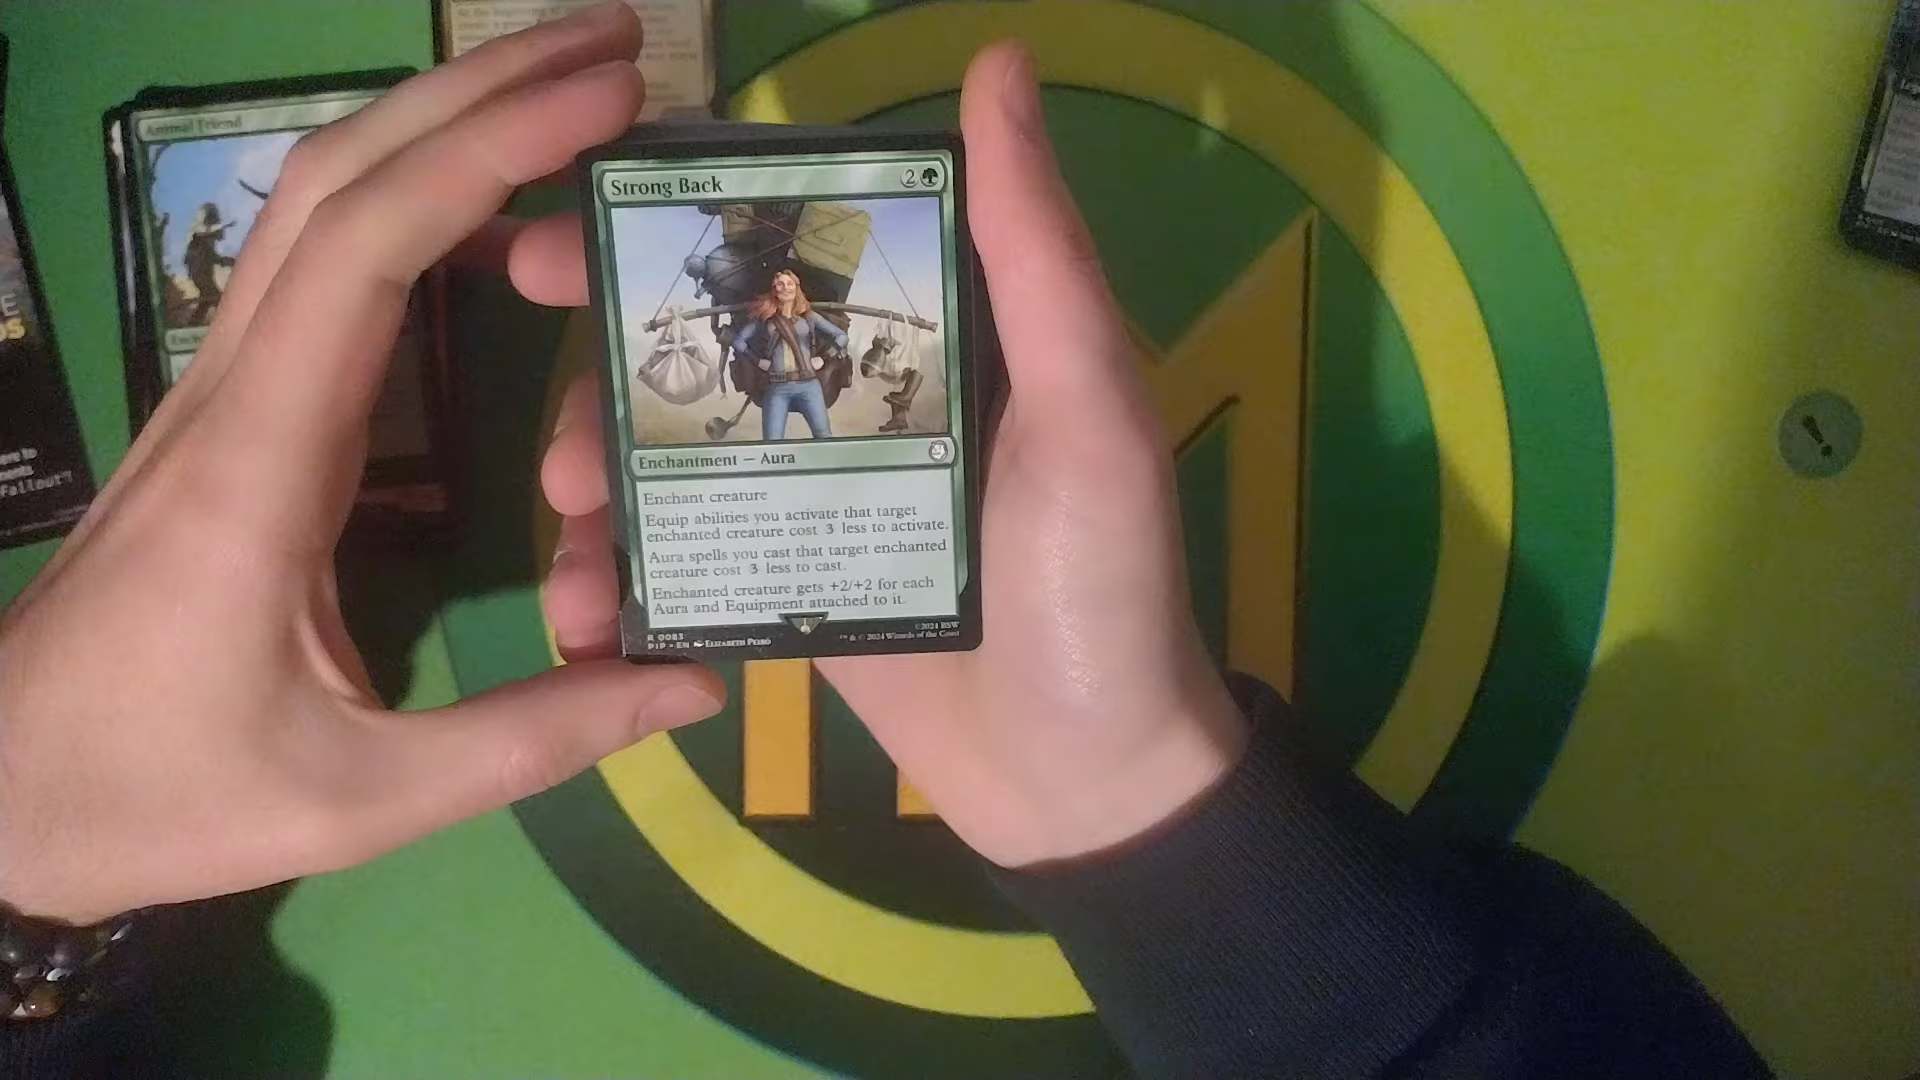 Animal Friend
Strong Back
2
Enchantment – Aura
Enchant creature
Equip abilities you activate that target
enchanted creature cost 3 less to activate.
Aura spells you cast that target enchanted
creature cost 3 less to cast.
Enchanted creature gets +2/+2 for each
Aura and Equipment attached to it.
R 0083
PIP • EN Elizabeth Peiró
©2024 BSW
™ & © 2024 Wizards of the Coast
Fallout